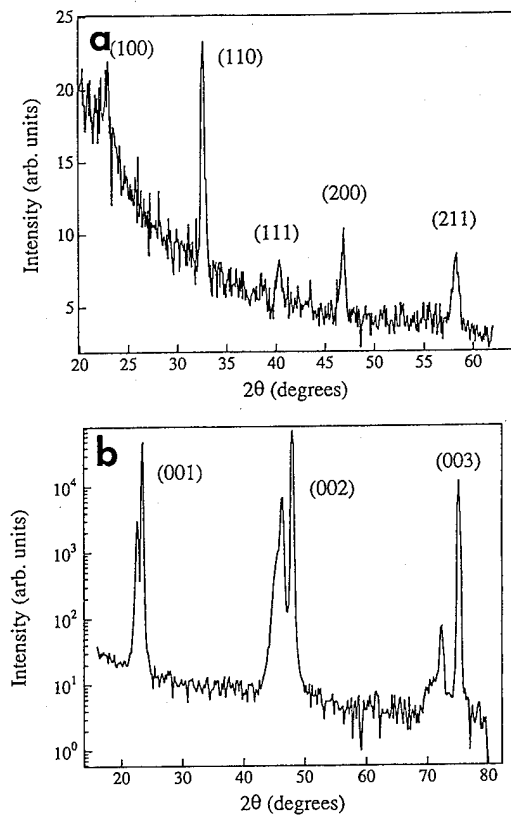 a
(100)
(110)
(111)
(200)
(211)
25
20
15
10
5
Intensity (arb. units)
20 25 30 35 40 45 50 55 60
2θ (degrees)
b
(001)
(002)
(003)
10⁴
10³
10²
10¹
10⁰
Intensity (arb. units)
20 30 40 50 60 70 80
2θ (degrees)